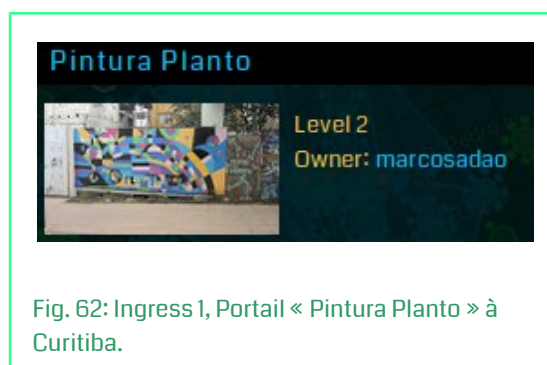 Pintura Planto
Level 2
Owner: marcosadao
Fig. 62: Ingress 1, Portail « Pintura Planto » à
Curitiba.